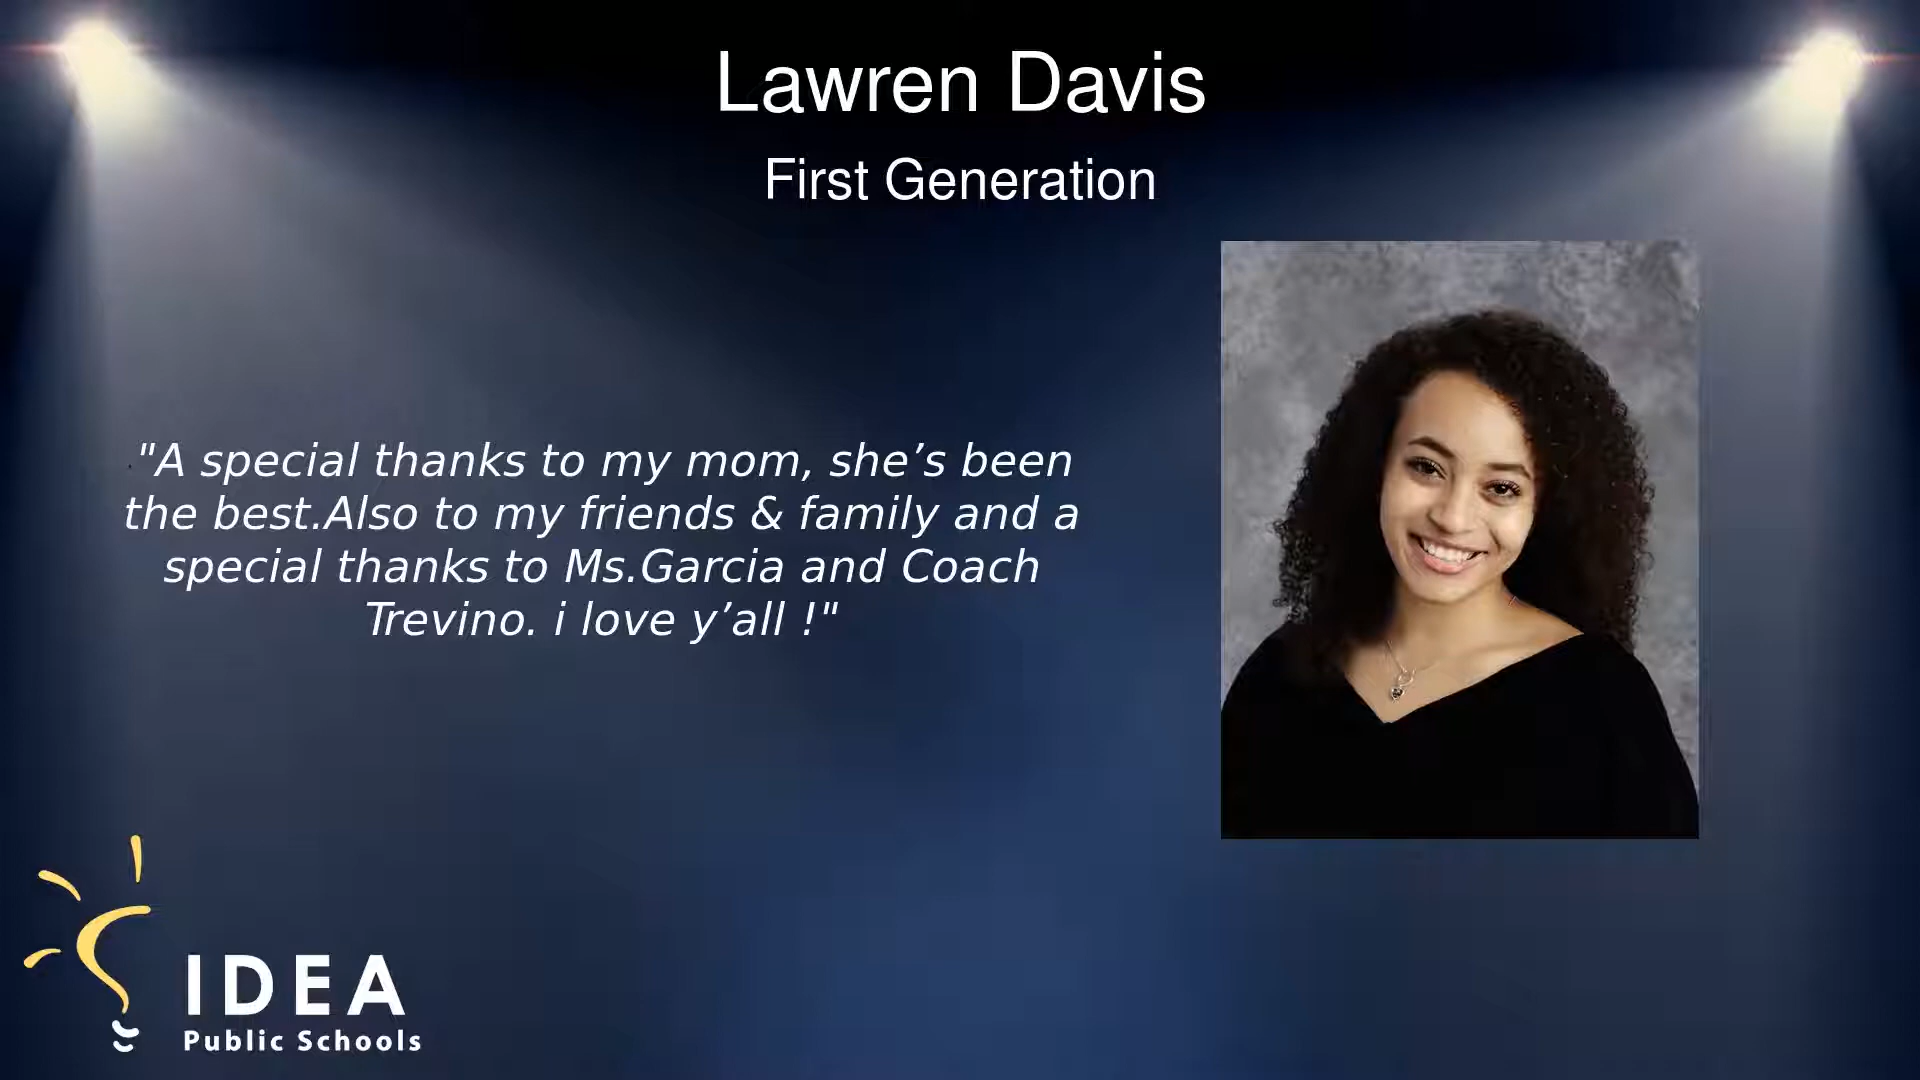 Lawren Davis
First Generation
"A special thanks to my mom, she’s been
the best.Also to my friends & family and a
special thanks to Ms.Garcia and Coach
Trevino. i love y’all !"
IDEA
Public Schools